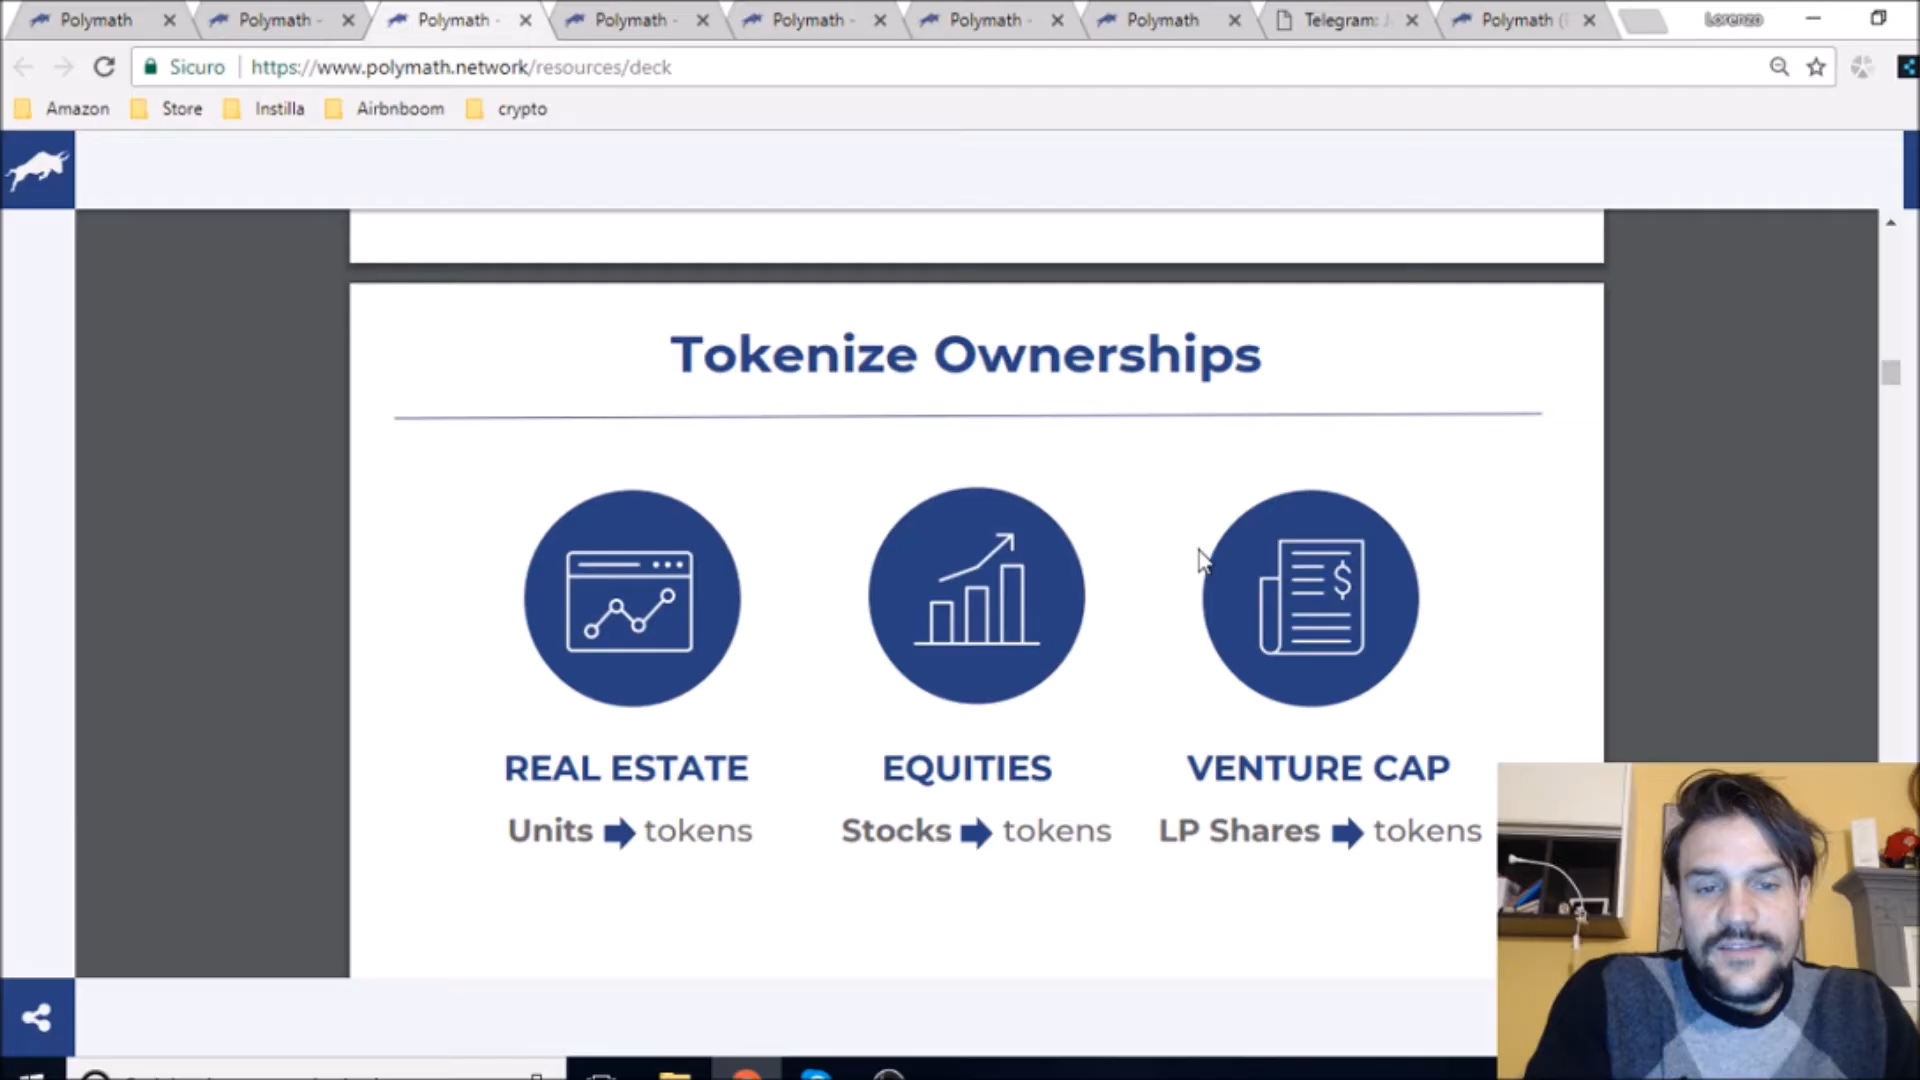 Polymath
Polymath -
Polymath -
Polymath -
Polymath -
Polymath -
Polymath
Telegram:
Polymath (
Lorenzo
Sicuro
https://www.polymath.network/resources/deck
Amazon
Store
Instilla
Airbnboom
crypto
Tokenize Ownerships
$
REAL ESTATE
EQUITIES
VENTURE CAP
Units tokens
Stocks tokens
LP Shares tokens